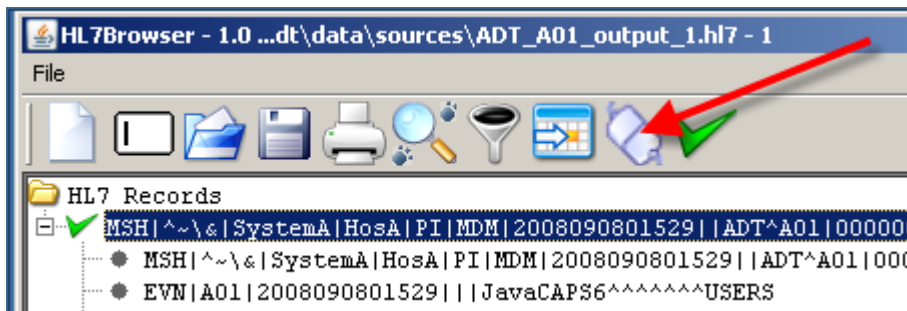 HL7Browser - 1.0 ...dt\data\sources\ADT_A01_output_1.hl7 - 1
File
HL7 Records
MSH|^~\&|SystemA|HosA|PI|MDM|2008090801529||ADT^A01|00000
MSH|^~\&|SystemA|HosA|PI|MDM|2008090801529||ADT^A01|000
EVN|A01|2008090801529|||JavaCAPS6^^^^^^^USERS